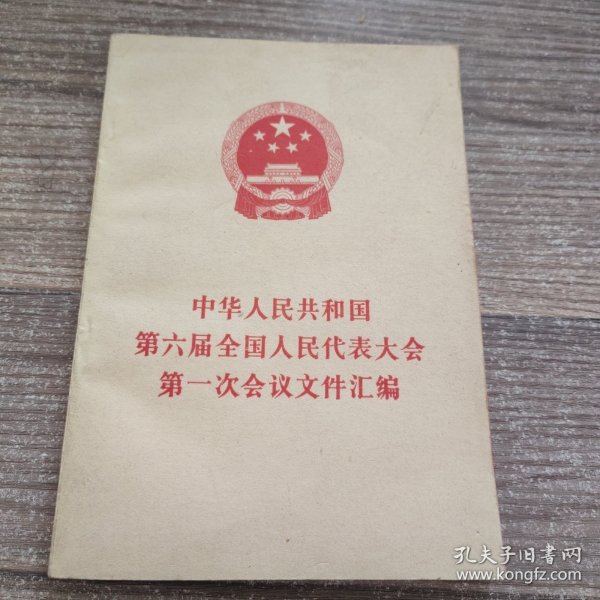 中华人民共和国
第六届全国人民代表大会
第一次会议文件汇编
孔夫子旧書网
www.kongfz.com